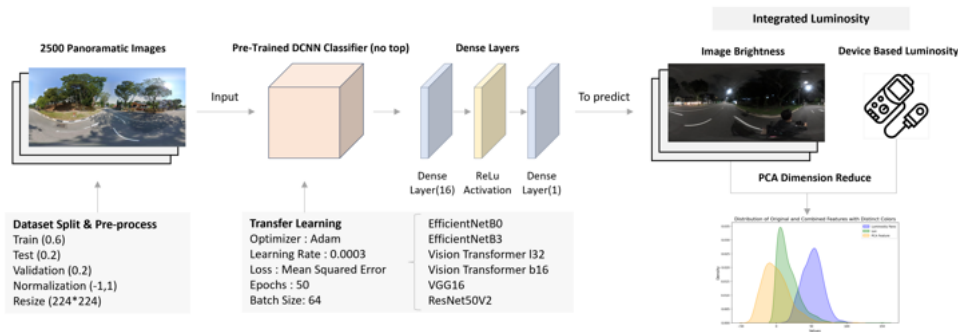 Integrated Luminosity
2500 Panoramatic Images
Pre-Trained DCNN Classifier (no top)
Dense Layers
Image Brightness
Device Based Luminosity
Input
To predict
Dense
Layer(16)
ReLu
Activation
Dense
Layer(1)
PCA Dimension Reduce
Dataset Split & Pre-process
Train (0.6)
Test (0.2)
Validation (0.2)
Normalization (-1,1)
Resize (224*224)
Transfer Learning
Optimizer : Adam
Learning Rate : 0.0003
Loss : Mean Squared Error
Epochs : 50
Batch Size: 64
EfficientNetB0
EfficientNetB3
Vision Transformer l32
Vision Transformer b16
VGG16
ResNet50V2
Distribution of Original and Combined Features with Distinct Colors